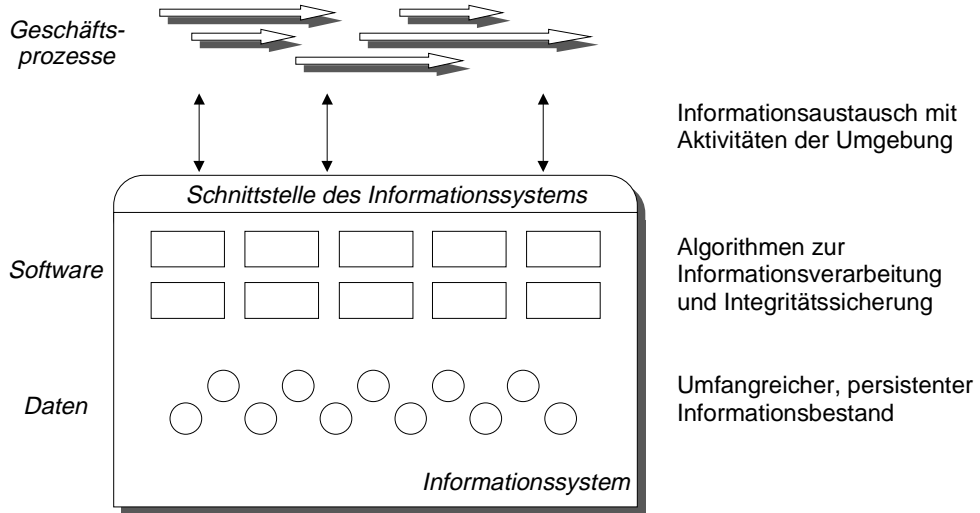 Geschäfts-
prozesse
Informationsaustausch mit
Aktivitäten der Umgebung
Schnittstelle des Informationssystems
Software
Algorithmen zur
Informationsverarbeitung
und Integritätssicherung
Daten
Umfangreicher, persistenter
Informationsbestand
Informationssystem